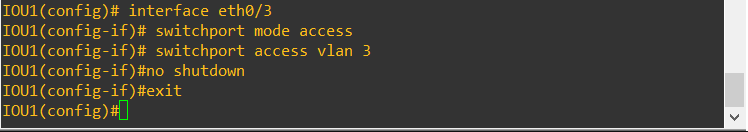 IOU1(config)# interface eth0/3
IOU1(config-if)# switchport mode access
IOU1(config-if)# switchport access vlan 3
IOU1(config-if)#no shutdown
IOU1(config-if)#exit
IOU1(config)#